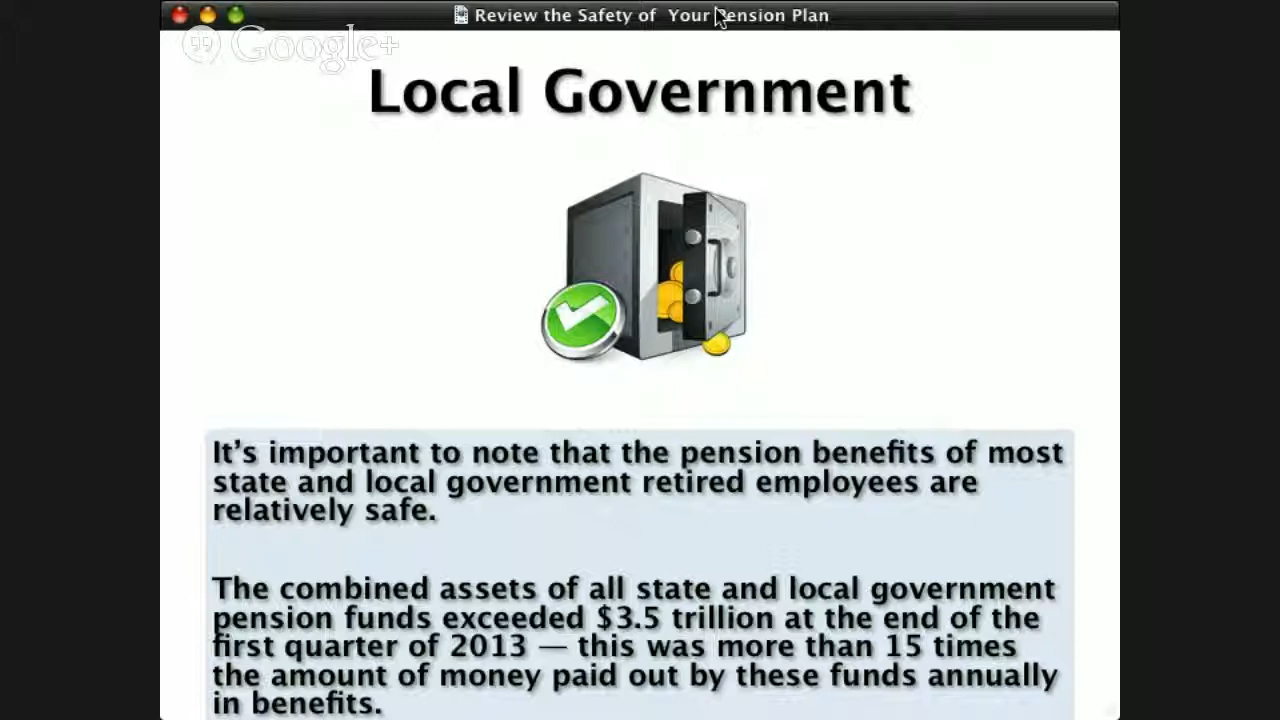 Review the Safety of Your Pension Plan
Google+
Local Government
It's important to note that the pension benefits of most
state and local government retired employees are
relatively safe.
The combined assets of all state and local government
pension funds exceeded $3.5 trillion at the end of the
first quarter of 2013 — this was more than 15 times
the amount of money paid out by these funds annually
in benefits.